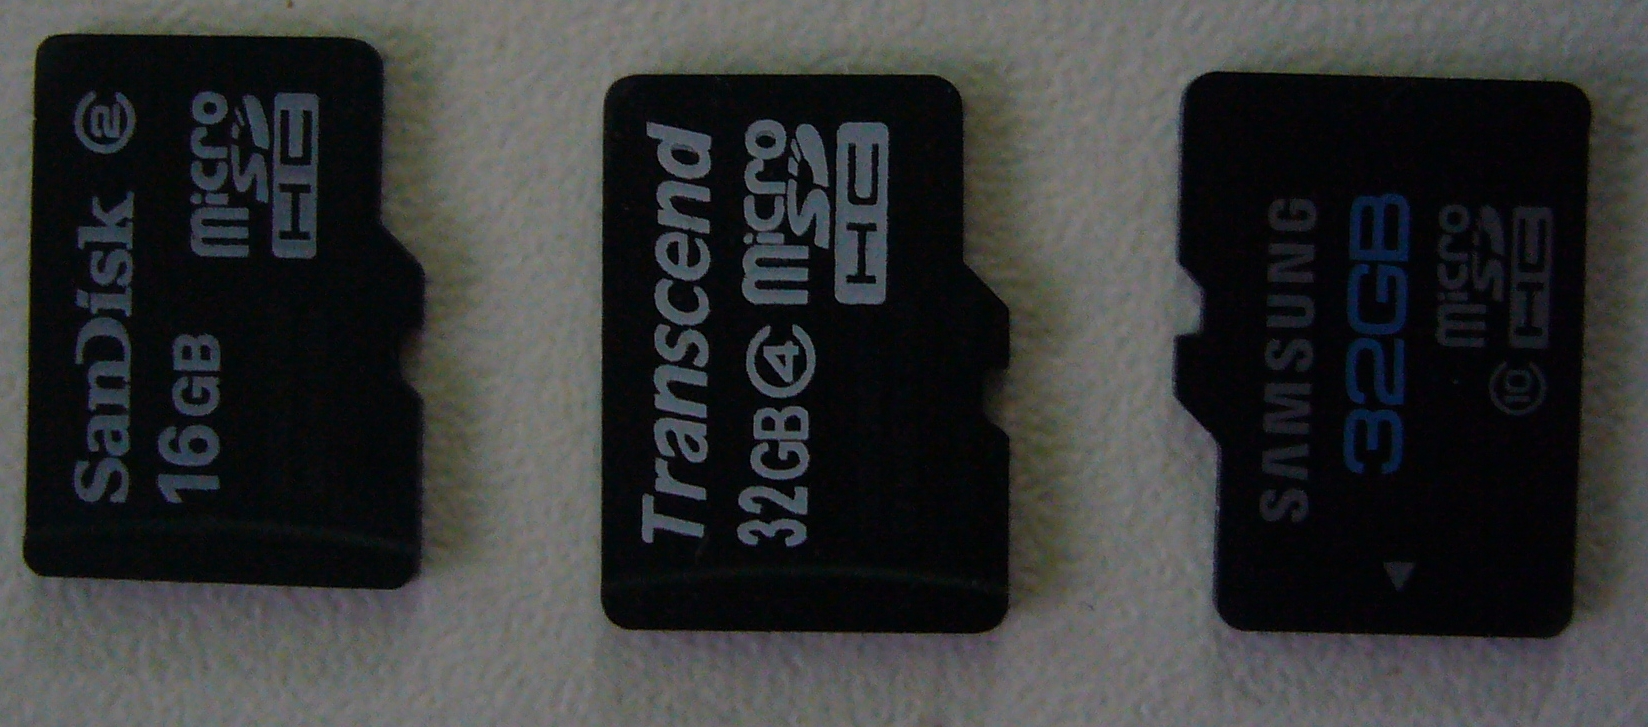 SanDisk 2
16GB micro SD HC
Transcend
32GB 4 micro SD HC
SAMSUNG
32GB
10 micro SD HC